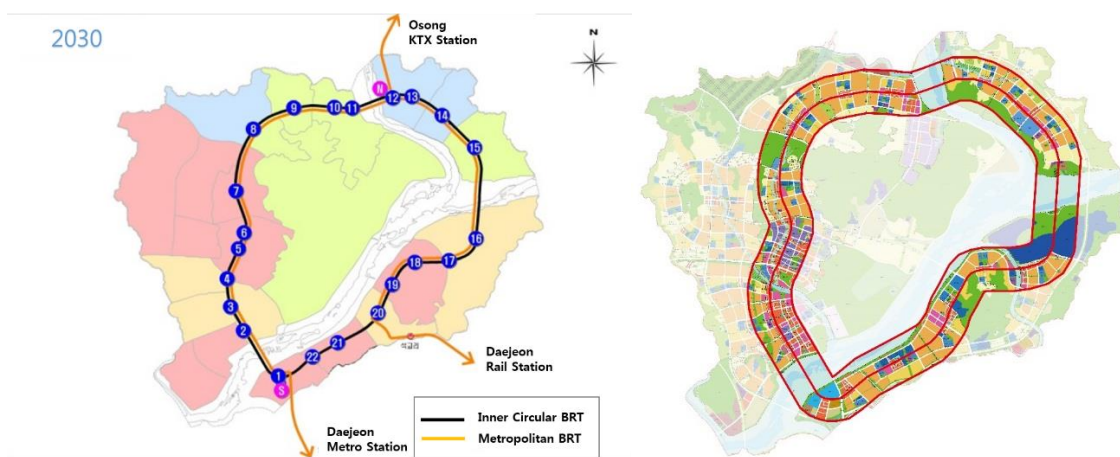 2030
Osong
KTX Station
N
N
12
13
9
10
11
14
8
15
7
6
16
5
18
17
4
19
3
20
2
21
22
1
S
Daejeon
Rail Station
Daejeon
Metro Station
Inner Circular BRT
Metropolitan BRT